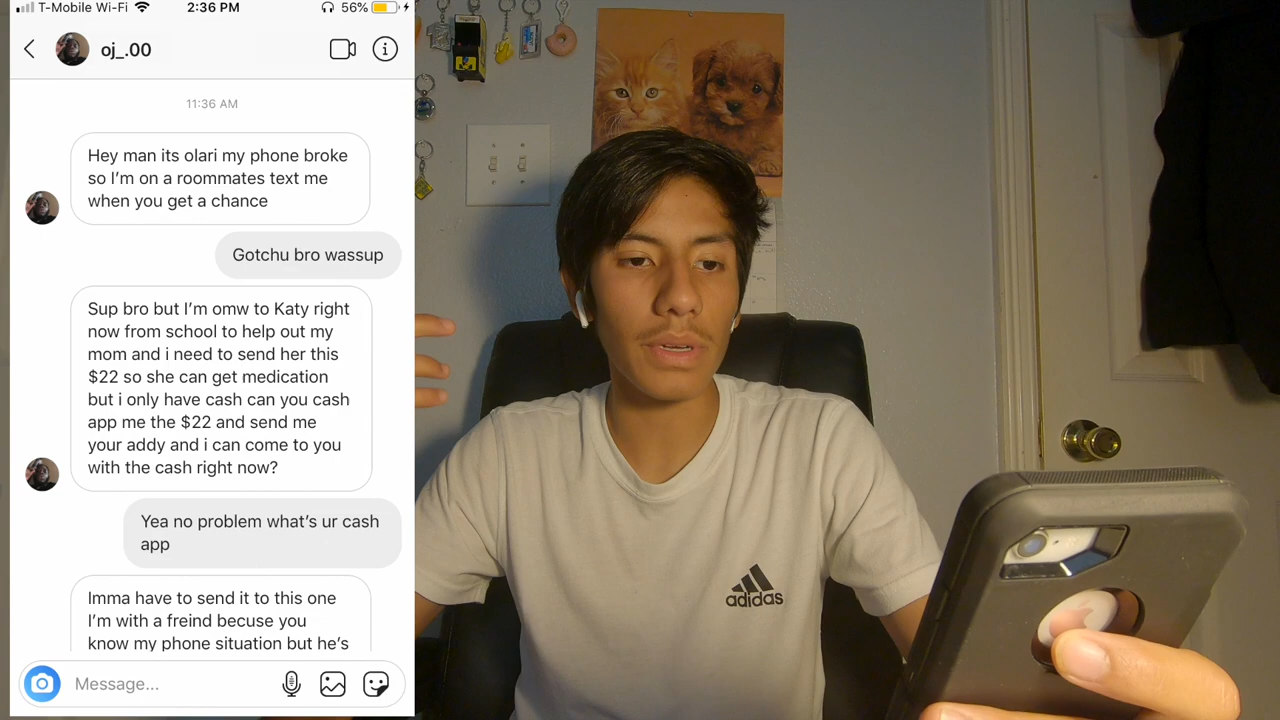 T-Mobile Wi-Fi
2:36 PM
56%
oj_.00
11:36 AM
Hey man its olari my phone broke
so I'm on a roommates text me
when you get a chance
Gotchu bro wassup
Sup bro but I'm omw to Katy right
now from school to help out my
mom and i need to send her this
$22 so she can get medication
but i only have cash can you cash
app me the $22 and send me
your addy and i can come to you
with the cash right now?
Yea no problem what's ur cash
app
Imma have to send it to this one
I'm with a freind becuse you
know my phone situation but he's
Message...
adidas